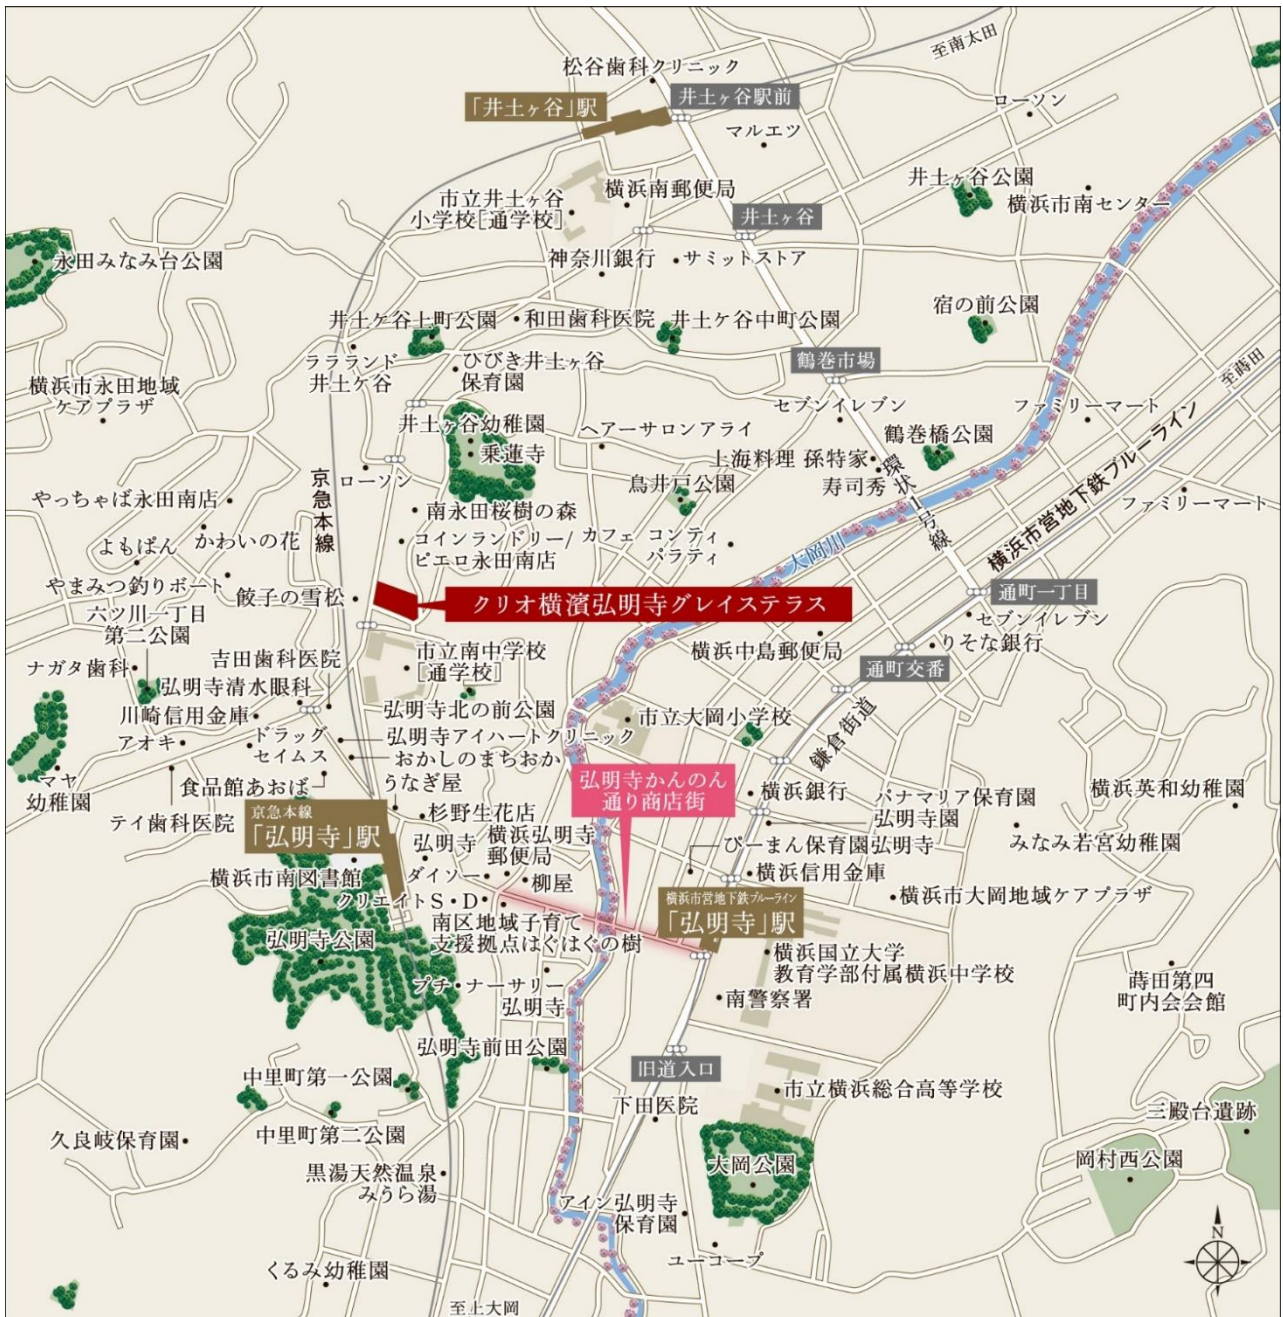 至南太田
松谷歯科クリニック
「井土ヶ谷」駅
井土ヶ谷駅前
ローソン
マルエツ
市立井土ヶ谷
小学校[通学校]
横浜南郵便局
井土ヶ谷公園
横浜市南センター
井土ヶ谷
永田みなみ台公園
神奈川銀行
サミットストア
宿の前公園
井土ケ谷上町公園
和田歯科医院
井土ケ谷中町公園
ララランド
井土ケ谷
ひびき井土ヶ谷
保育園
鶴巻市場
至蒔田
横浜市永田地域
ケアプラザ
セブンイレブン
ファミリーマート
井土ヶ谷幼稚園
乗蓮寺
ヘアーサロンアライ
鶴巻橋公園
上海料理 孫特家
寿司秀
環状1号線
京急本線
ローソン
鳥井戸公園
ファミリーマート
横浜市営地下鉄ブルーライン
やっちゃば永田南店
南永田桜樹の森
よもぱん
かわいの花
コインランドリー/
ピエロ永田南店
カフェ コンティ
パラティ
大岡川
やまみつ釣りボート
餃子の雪松
クリオ横濱弘明寺グレイステラス
通町一丁目
六ツ川一丁目
第二公園
セブンイレブン
りそな銀行
横浜中島郵便局
通町交番
ナガタ歯科
吉田歯科医院
市立南中学校
[通学校]
弘明寺清水眼科
川崎信用金庫
弘明寺北の前公園
市立大岡小学校
鎌倉街道
アオキ
ドラッグ
セイムス
弘明寺アイハートクリニック
おかしのまちおか
マヤ
幼稚園
食品館あおば
うなぎ屋
弘明寺かんのん
通り商店街
横浜銀行
パナマリア保育園
弘明寺園
横浜英和幼稚園
テイ歯科医院
京急本線
「弘明寺」駅
杉野生花店
弘明寺
横浜弘明寺
郵便局
ぴーまん保育園弘明寺
みなみ若宮幼稚園
横浜市南図書館
ダイソー
柳屋
横浜信用金庫
クリエイトS・D
横浜市営地下鉄ブルーライン
「弘明寺」駅
横浜市大岡地域ケアプラザ
南区地域子育て
支援拠点はぐはぐの樹
弘明寺公園
横浜国立大学
教育学部付属横浜中学校
プチ・ナーサリー
弘明寺
南警察署
蒔田第四
町内会会館
弘明寺前田公園
旧道入口
中里町第一公園
市立横浜総合高等学校
下田医院
三殿台遺跡
久良岐保育園
中里町第二公園
大岡公園
岡村西公園
黒湯天然温泉
みうら湯
アイン弘明寺
保育園
N
ユーコープ
くるみ幼稚園
至上大岡